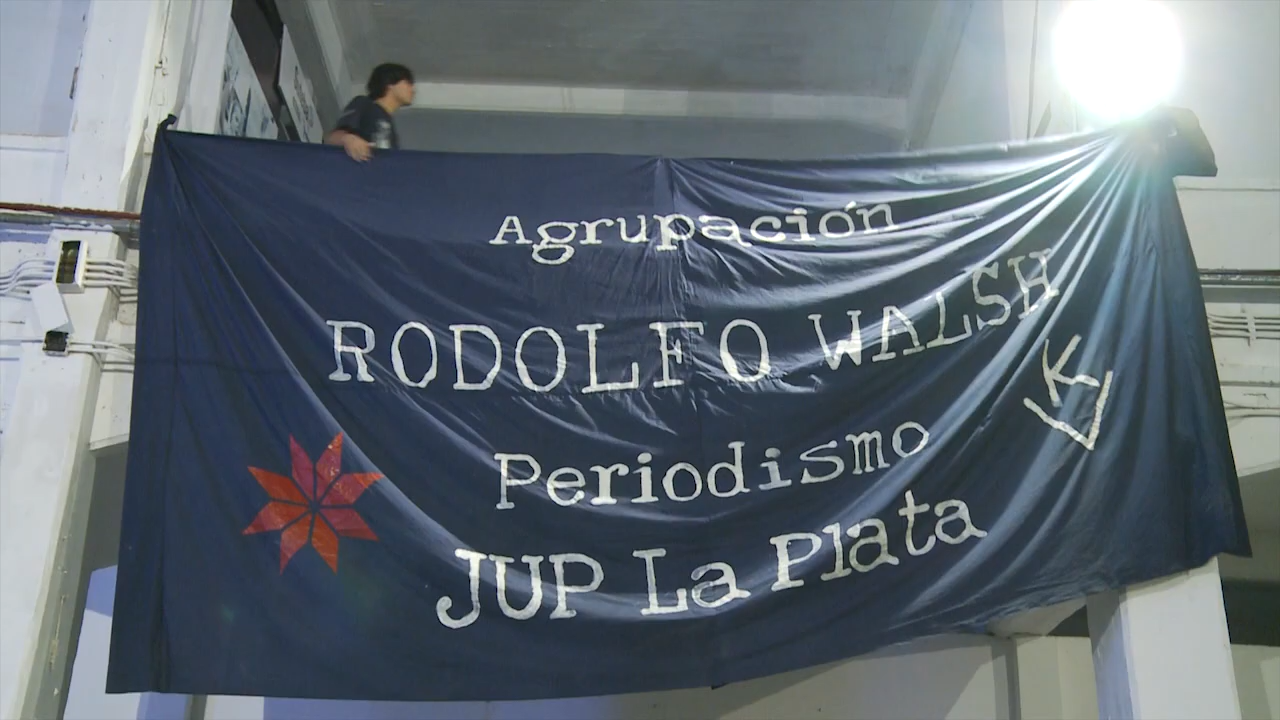 Agrupación
RODOLFO WALSH
K
Periodismo
JUP La Plata